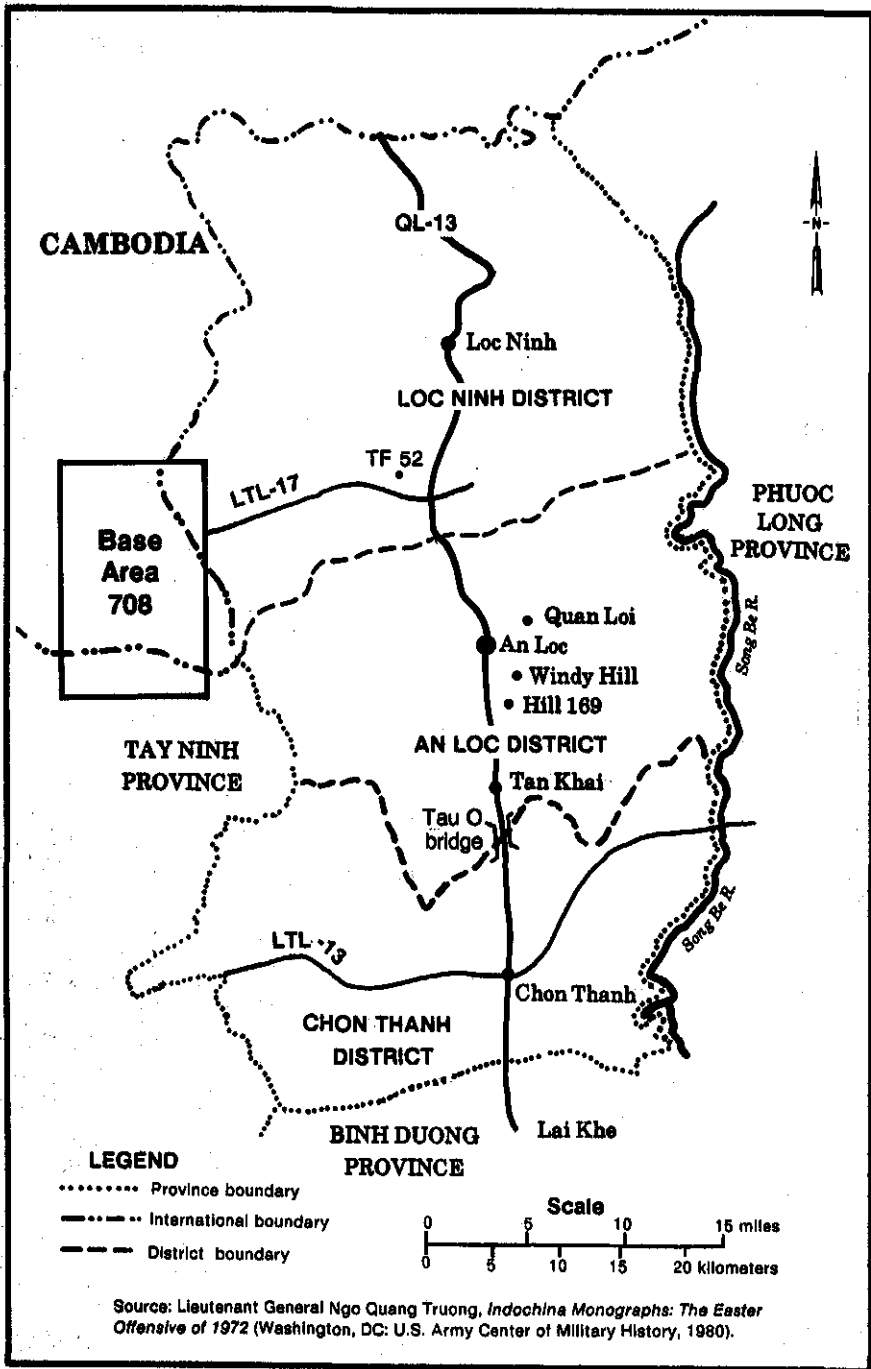 CAMBODIA
QL-13
-N-
Loc Ninh
LOC NINH DISTRICT
TF 52
LTL-17
Base
Area
708
PHUOC
LONG
PROVINCE
Quan Loi
An Loc
Song Be R.
Windy Hill
Hill 169
TAY NINH
PROVINCE
AN LOC DISTRICT
Tan Khai
Tau O
bridge
Song Be R.
LTL-13
Chon Thanh
CHON THANH
DISTRICT
BINH DUONG
PROVINCE
Lai Khe
LEGEND
Province boundary
International boundary
District boundary
Scale
0 5 10 15 miles
0 5 10 15 20 kilometers
Source: Lieutenant General Ngo Quang Truong, Indochina Monographs: The Easter
Offensive of 1972 (Washington, DC: U.S. Army Center of Military History, 1980).